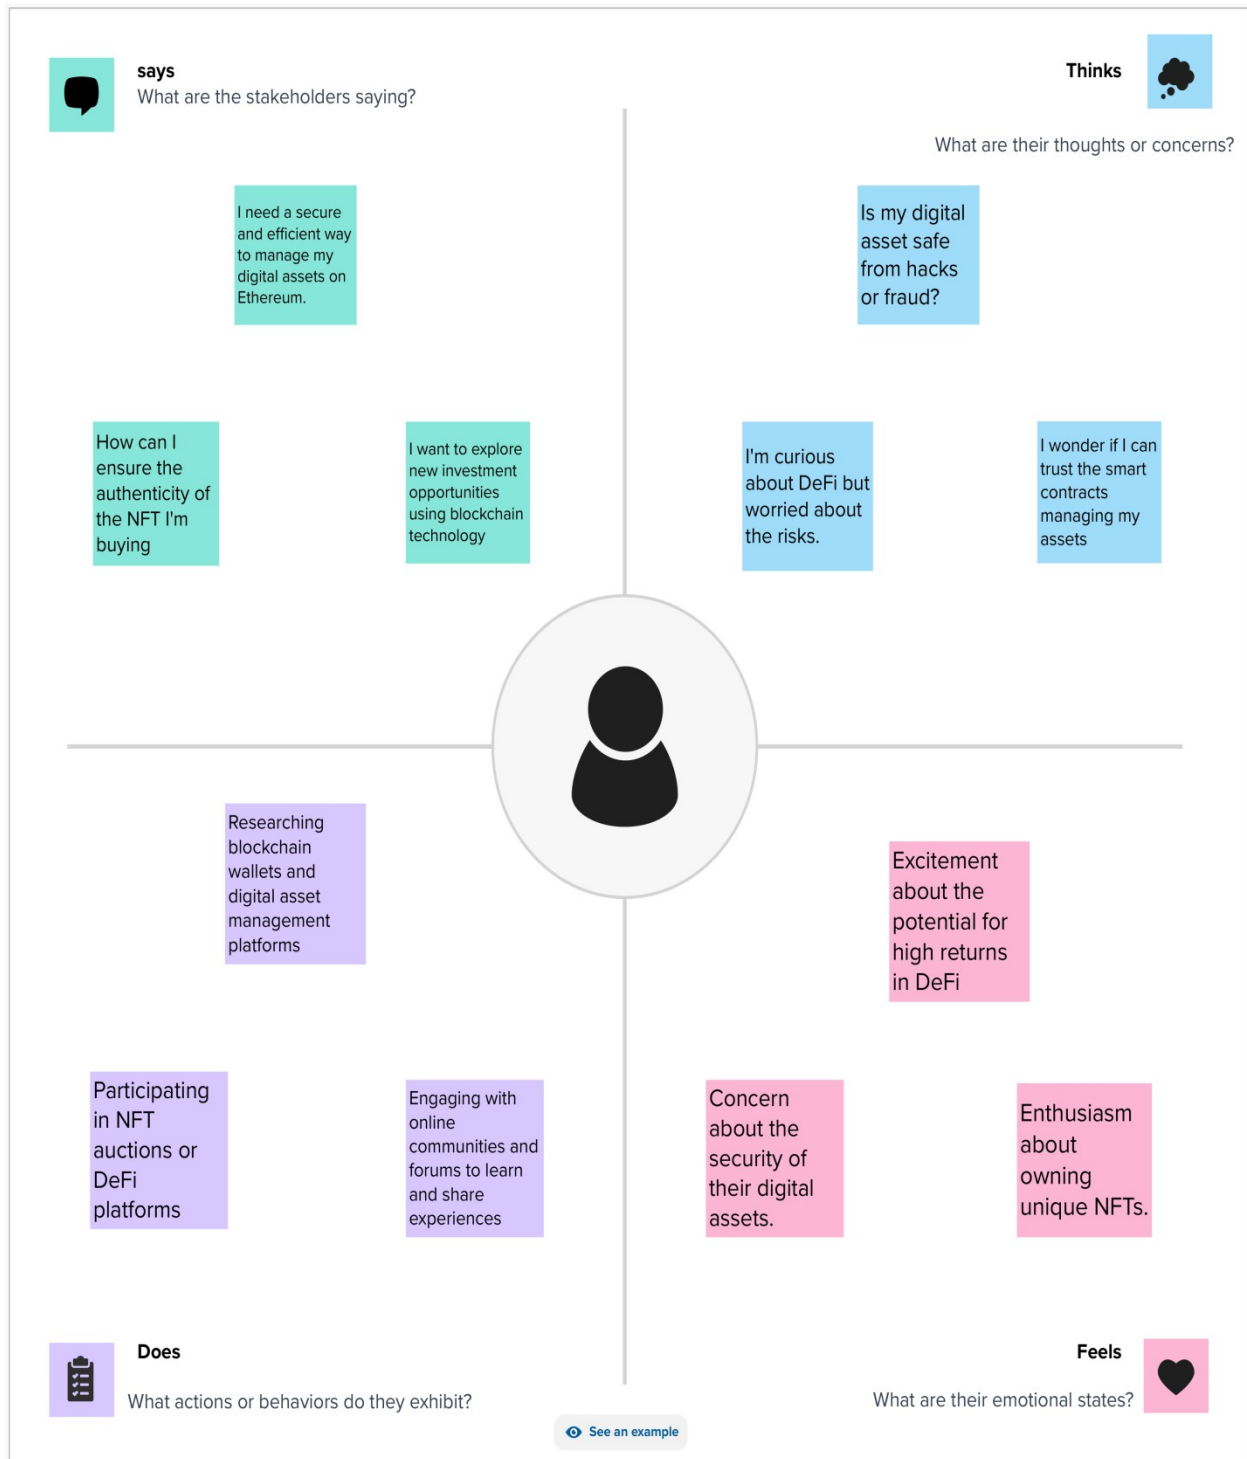 says
What are the stakeholders saying?
Thinks
What are their thoughts or concerns?
I need a secure
and efficient way
to manage my
digital assets on
Ethereum.
How can I
ensure the
authenticity of
the NFT I'm
buying
I want to explore
new investment
opportunities
using blockchain
technology
Is my digital
asset safe
from hacks
or fraud?
I'm curious
about DeFi but
worried about
the risks.
I wonder if I can
trust the smart
contracts
managing my
assets
Researching
blockchain
wallets and
digital asset
management
platforms
Participating
in NFT
auctions or
DeFi
platforms
Engaging with
online
communities and
forums to learn
and share
experiences
Excitement
about the
potential for
high returns
in DeFi
Concern
about the
security of
their digital
assets.
Enthusiasm
about
owning
unique NFTs.
Does
What actions or behaviors do they exhibit?
Feels
What are their emotional states?
See an example